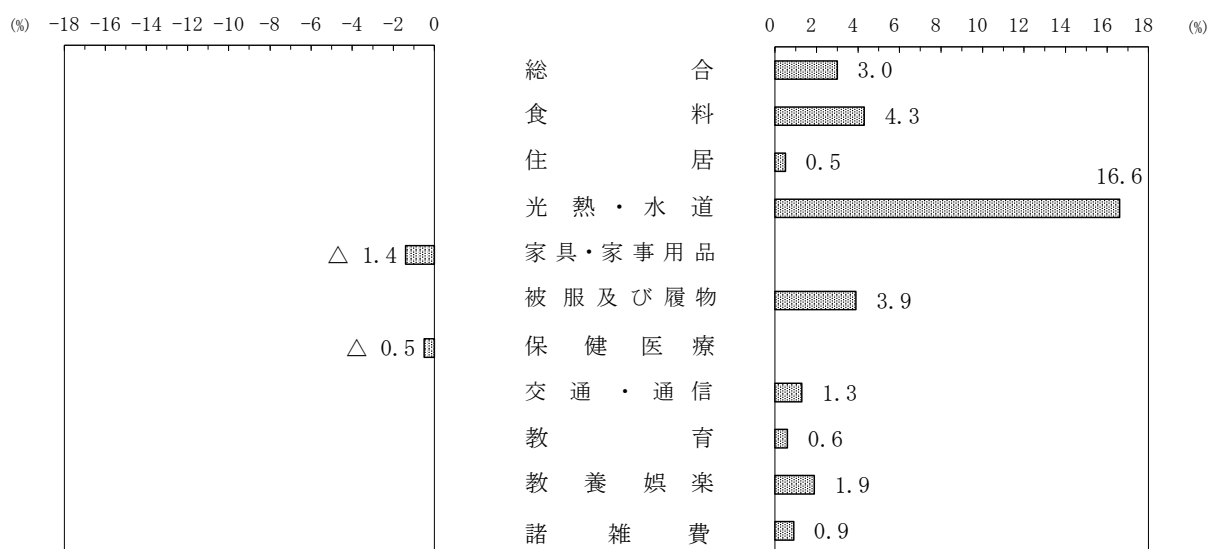 (%) -18 -16 -14 -12 -10 -8 -6 -4 -2 0 0 2 4 6 8 10 12 14 16 18 (%)
総合 3.0
食料 4.3
住居 0.5
16.6
光熱・水道
△ 1.4 家具・家事用品
被服及び履物 3.9
△ 0.5 保健医療
交通・通信 1.3
教育 0.6
教養娯楽 1.9
諸雑費 0.9